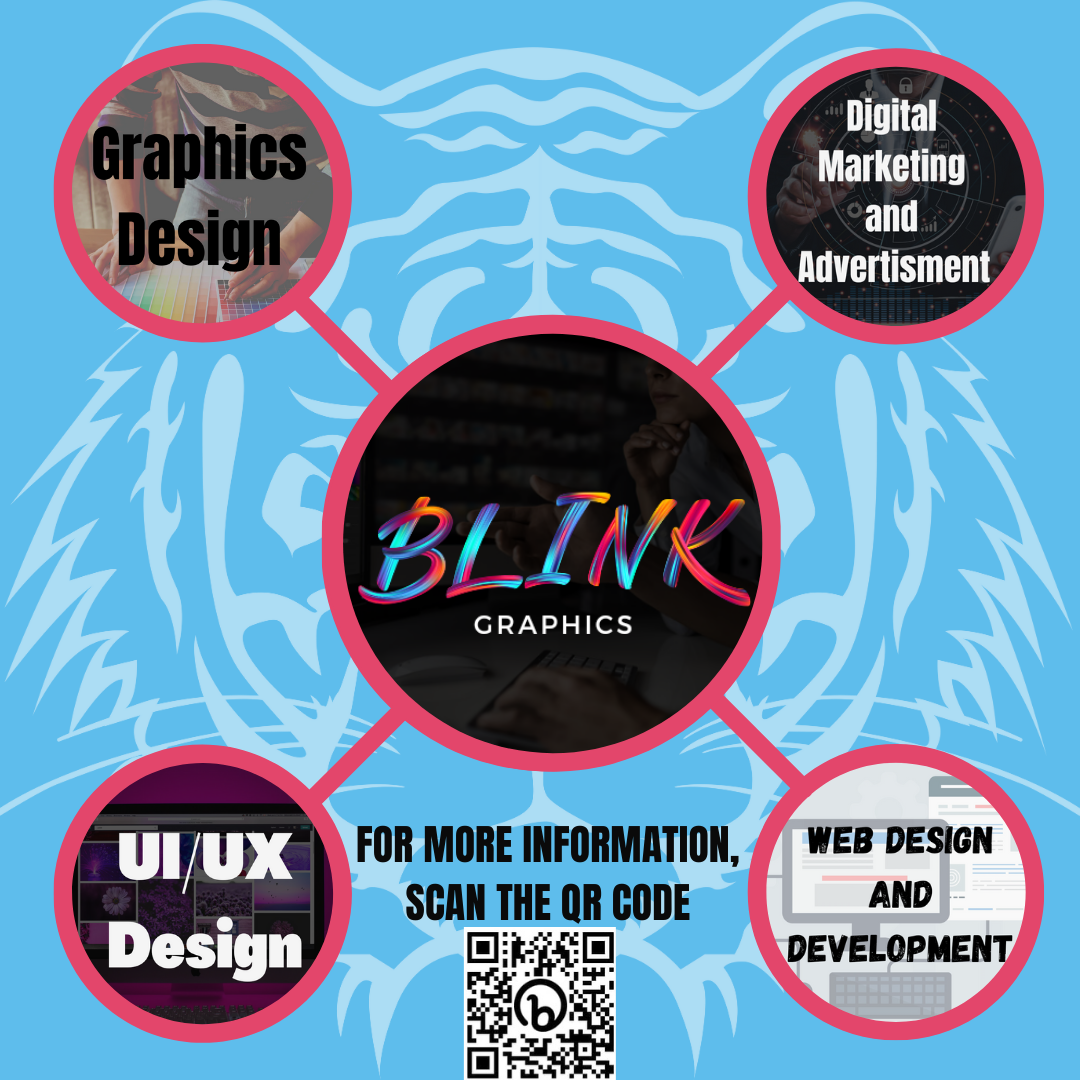 Graphics
Design
Digital
Marketing
and
Advertisment
BLINK
GRAPHICS
UI/UX
Design
FOR MORE INFORMATION,
SCAN THE QR CODE
b
WEB DESIGN
AND
DEVELOPMENT